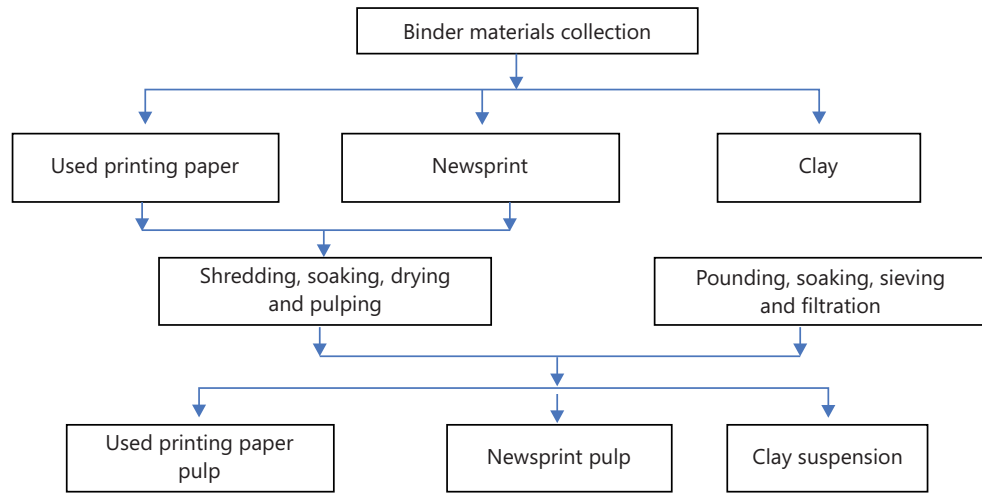 Binder materials collection
Used printing paper
Newsprint
Clay
Shredding, soaking, drying
and pulping
Pounding, soaking, sieving
and filtration
Used printing paper
pulp
Newsprint pulp
Clay suspension